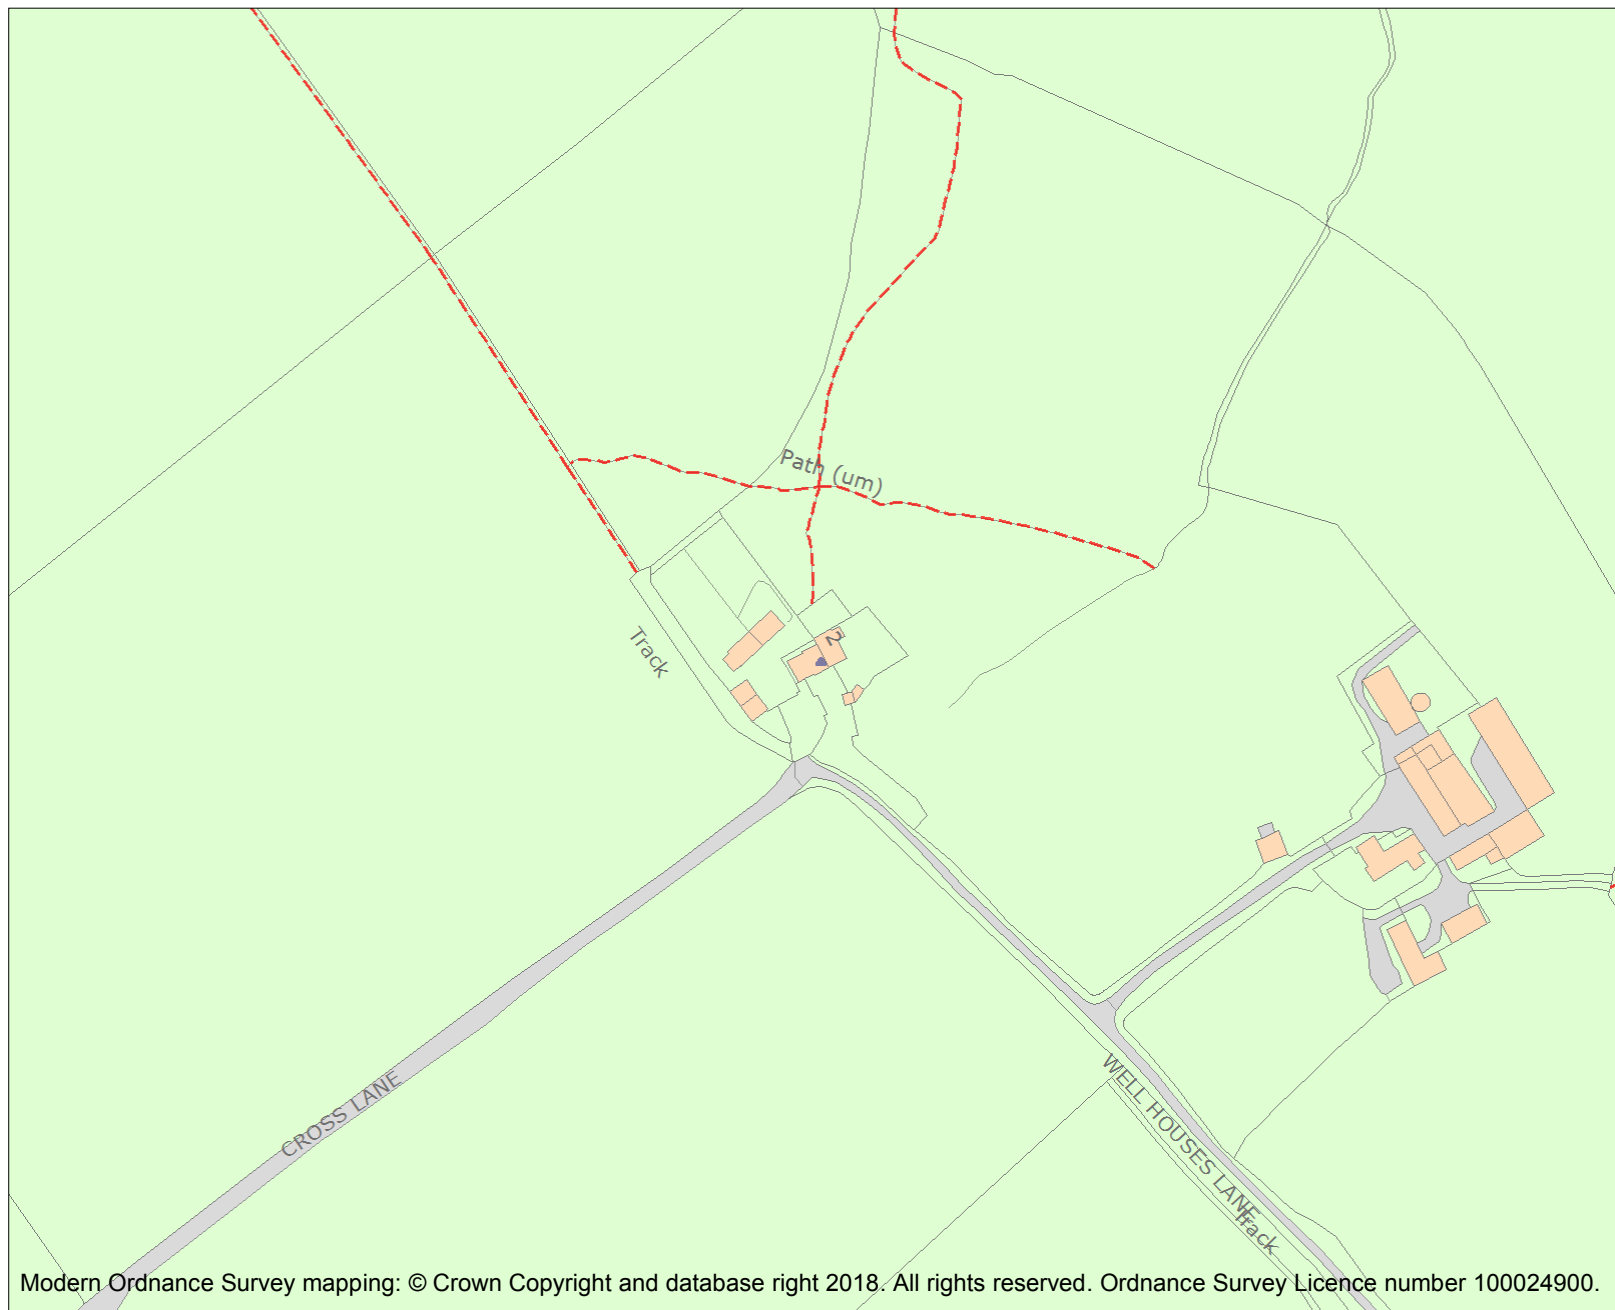 Path (um)
2
Track
CROSS LANE
WELL HOUSES LANE
Track
Modern Ordnance Survey mapping: © Crown Copyright and database right 2018. All rights reserved. Ordnance Survey Licence number 100024900.